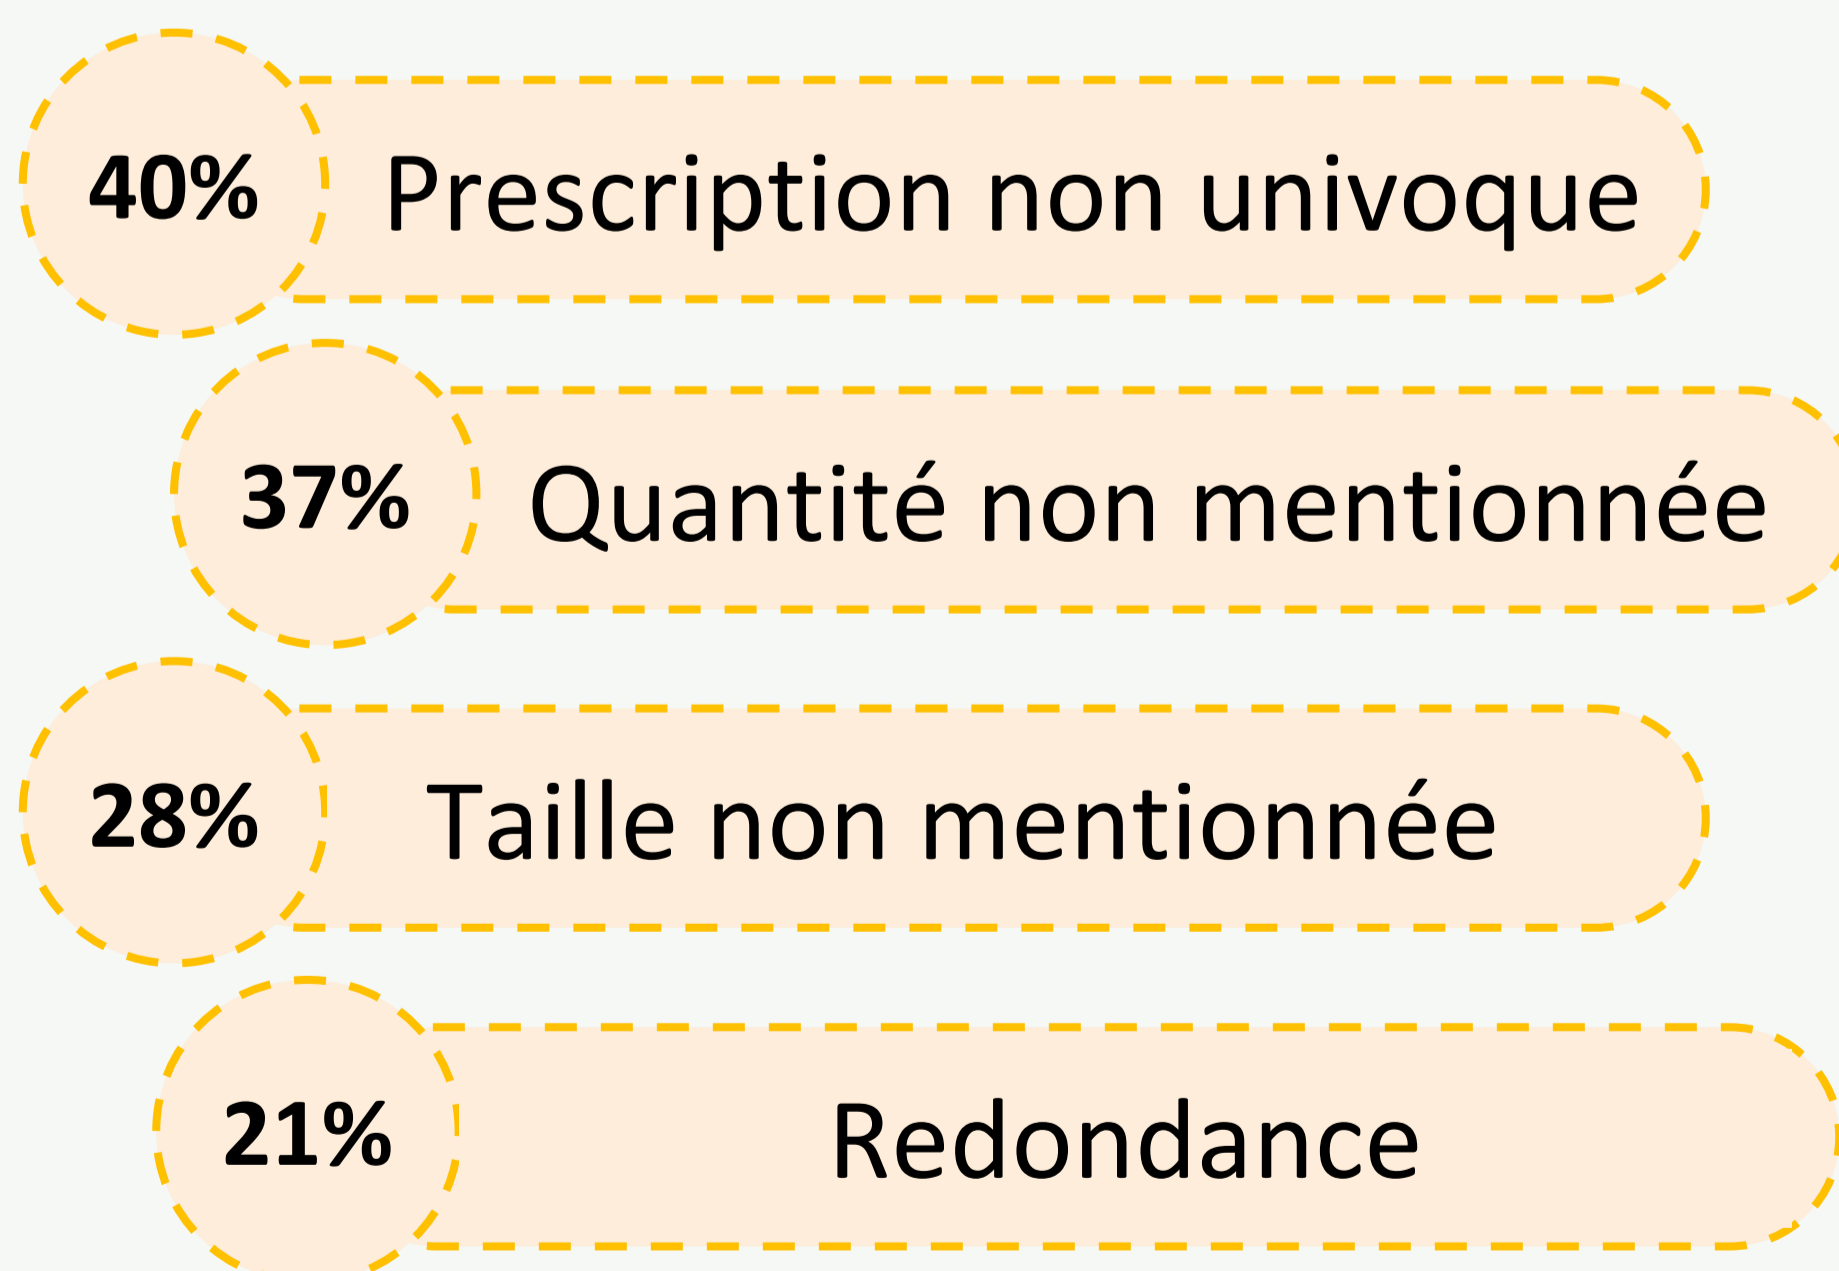 40% Prescription non univoque
37% Quantité non mentionnée
28% Taille non mentionnée
21% Redondance